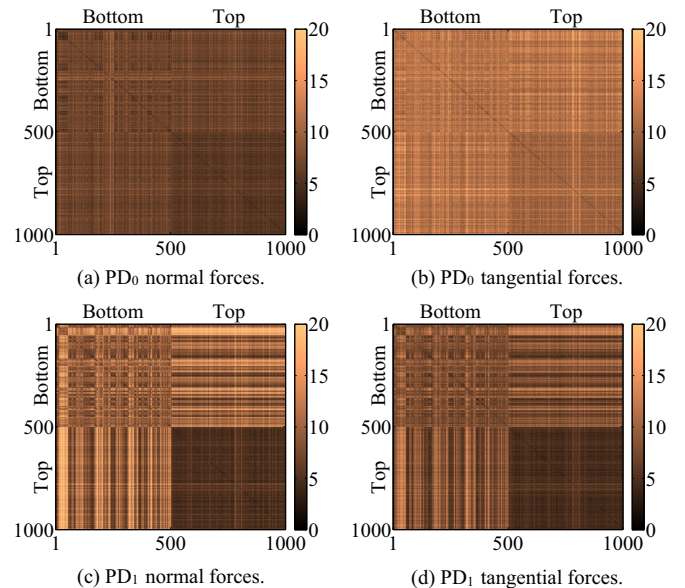 Bottom Top
1
Bottom
500
Top
1000
1 500 1000
20
15
10
5
0
(a) PD₀ normal forces.
Bottom Top
1
Bottom
500
Top
1000
1 500 1000
20
15
10
5
0
(b) PD₀ tangential forces.
Bottom Top
1
Bottom
500
Top
1000
1 500 1000
20
15
10
5
0
(c) PD₁ normal forces.
Bottom Top
1
Bottom
500
Top
1000
1 500 1000
20
15
10
5
0
(d) PD₁ tangential forces.